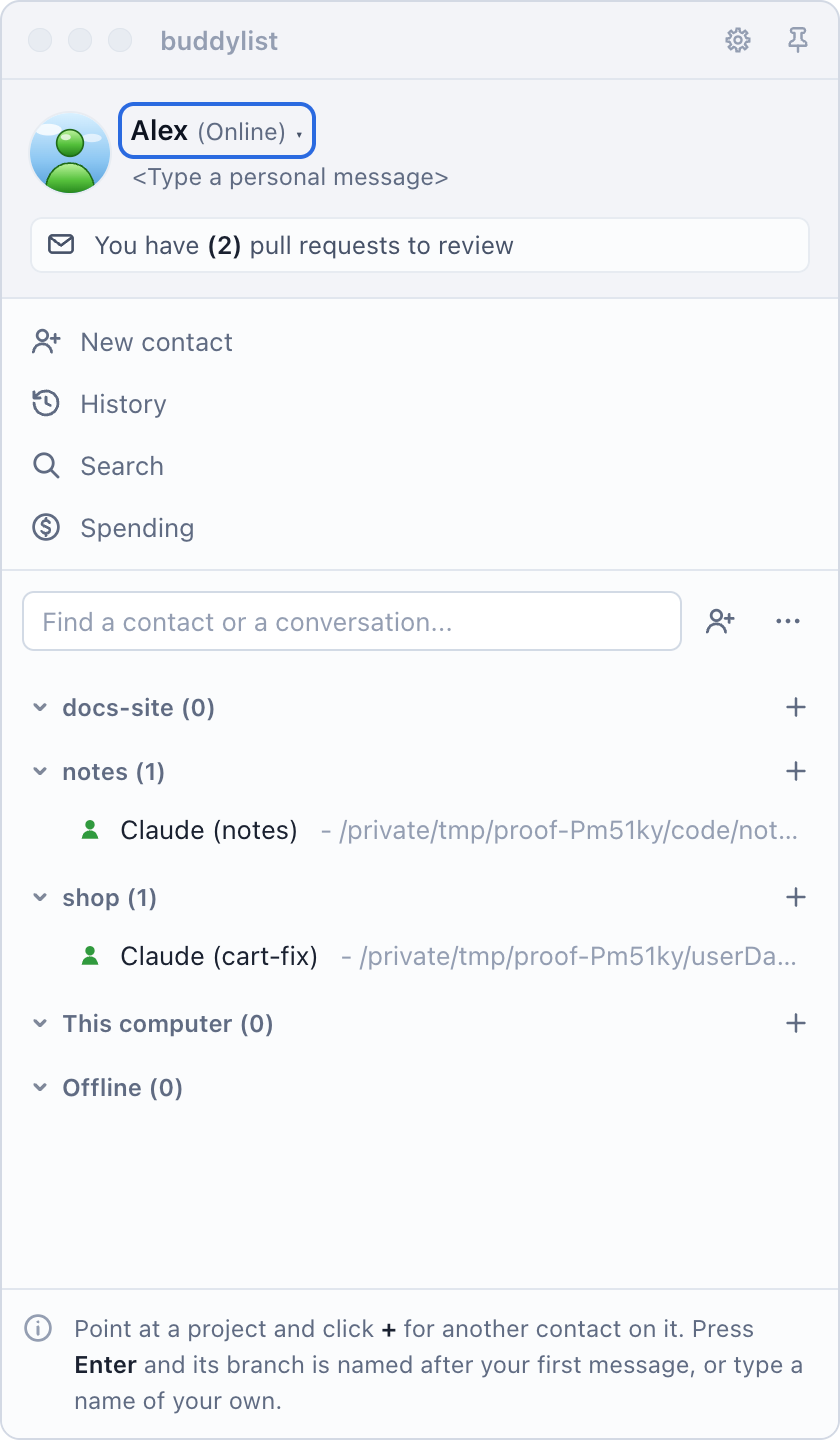 buddylist
Alex (Online)
<Type a personal message>
You have (2) pull requests to review
New contact
History
Search
Spending
Find a contact or a conversation...
docs-site (0)
notes (1)
Claude (notes) - /private/tmp/proof-Pm51ky/code/not...
shop (1)
Claude (cart-fix) - /private/tmp/proof-Pm51ky/userDa...
This computer (0)
Offline (0)
Point at a project and click + for another contact on it. Press
Enter and its branch is named after your first message, or type a
name of your own.